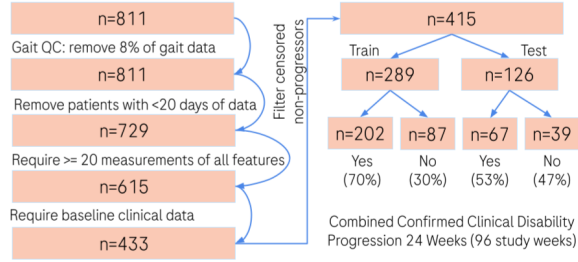 n=811
Gait QC: remove 8% of gait data
n=811
Remove patients with <20 days of data
n=729
Require >= 20 measurements of all features
n=615
Require baseline clinical data
n=433
Filter censored
non-progressors
n=415
Train
Test
n=289
n=126
n=202
n=87
n=67
n=39
Yes
No
Yes
No
(70%)
(30%)
(53%)
(47%)
Combined Confirmed Clinical Disability
Progression 24 Weeks (96 study weeks)